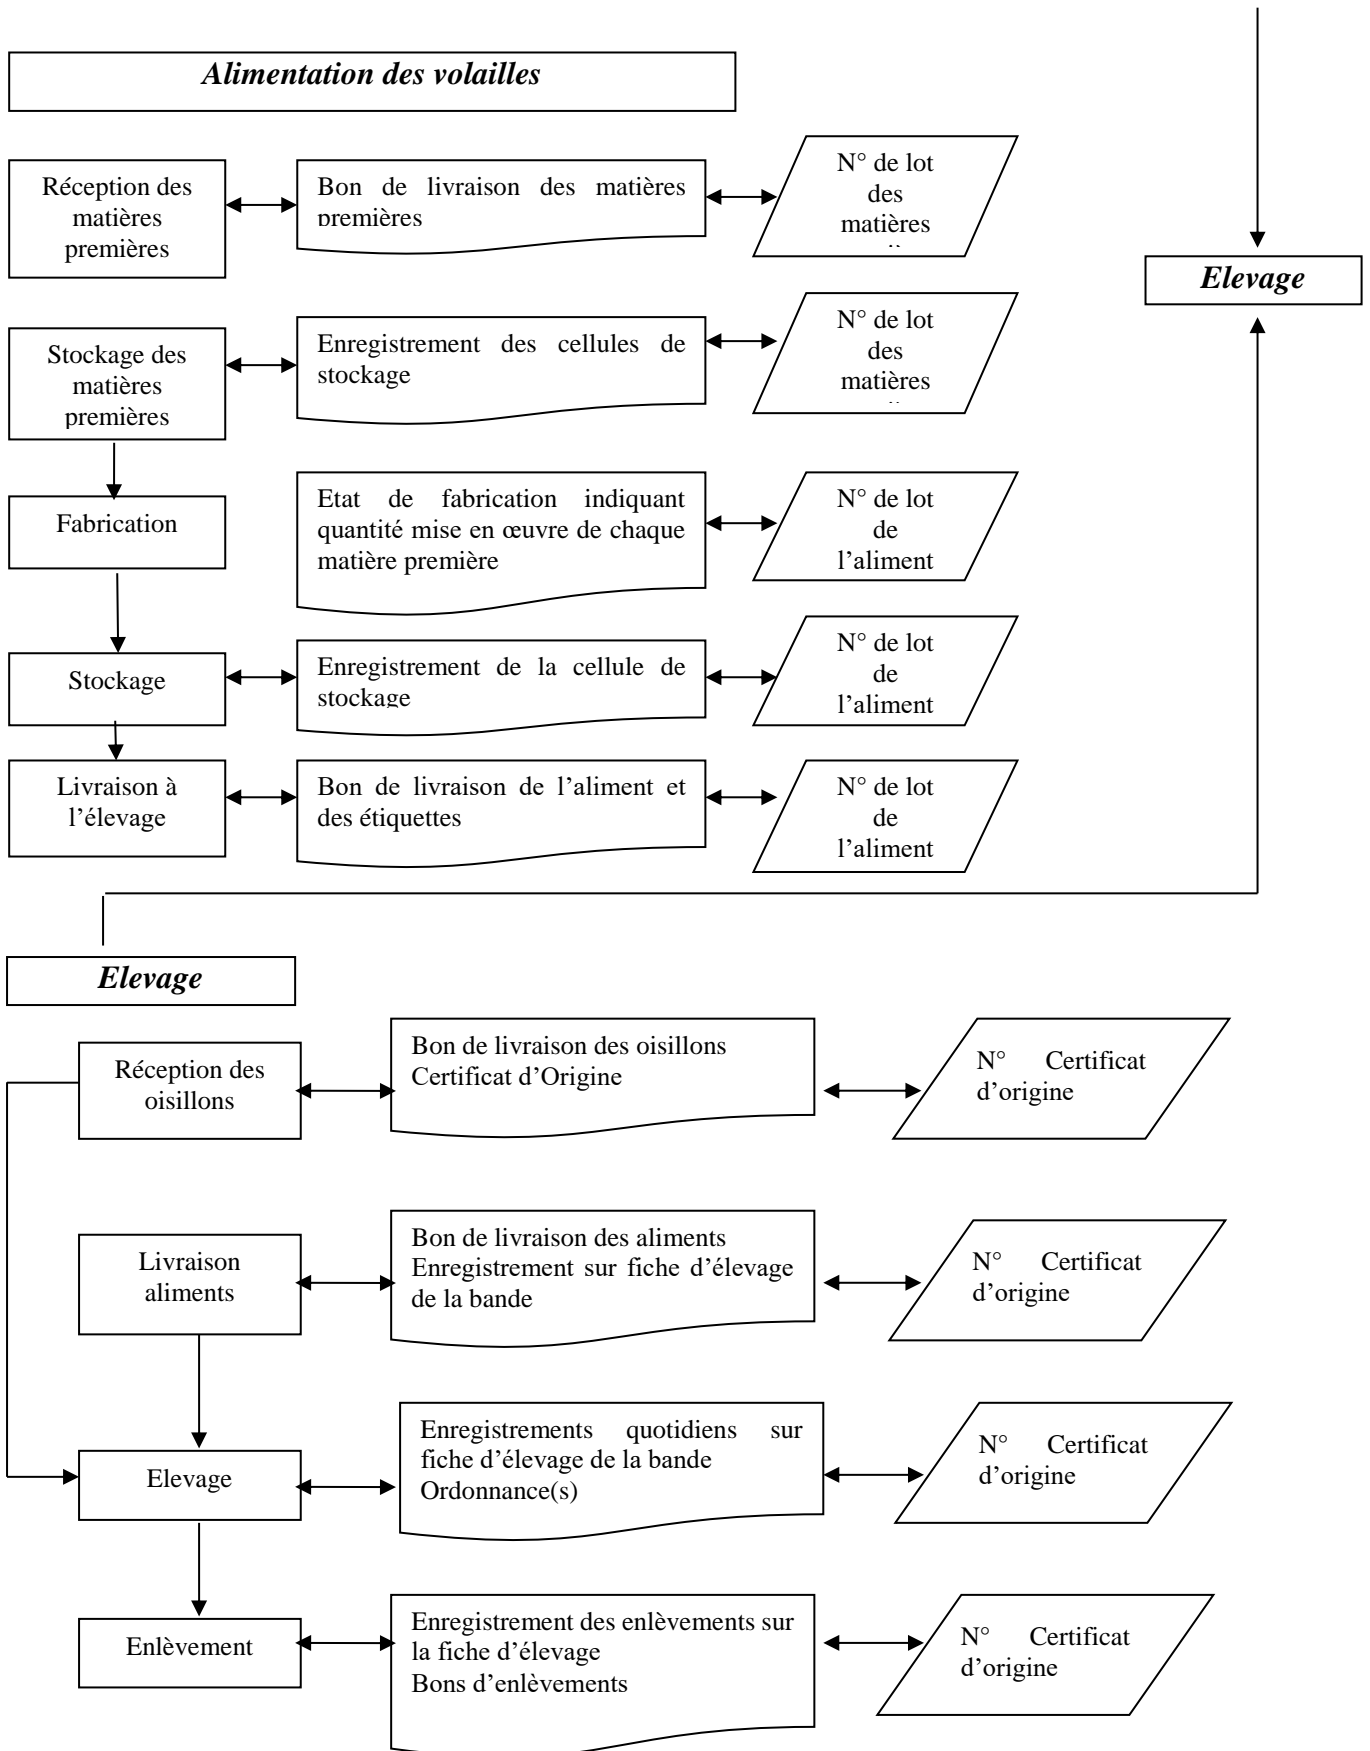 Alimentation des volailles
Réception des
matières
premières
Bon de livraison des matières
premières
N° de lot
des
matières
Elevage
Stockage des
matières
premières
Enregistrement des cellules de
stockage
N° de lot
des
matières
Fabrication
Etat de fabrication indiquant
quantité mise en œuvre de chaque
matière première
N° de lot
de
l’aliment
Stockage
Enregistrement de la cellule de
stockage
N° de lot
de
l’aliment
Livraison à
l’élevage
Bon de livraison de l’aliment et
des étiquettes
N° de lot
de
l’aliment
Elevage
Réception des
oisillons
Bon de livraison des oisillons
Certificat d’Origine
N° Certificat
d’origine
Livraison
aliments
Bon de livraison des aliments
Enregistrement sur fiche d’élevage
de la bande
N° Certificat
d’origine
Elevage
Enregistrements quotidiens sur
fiche d’élevage de la bande
Ordonnance(s)
N° Certificat
d’origine
Enlèvement
Enregistrement des enlèvements sur
la fiche d’élevage
Bons d’enlèvements
N° Certificat
d’origine